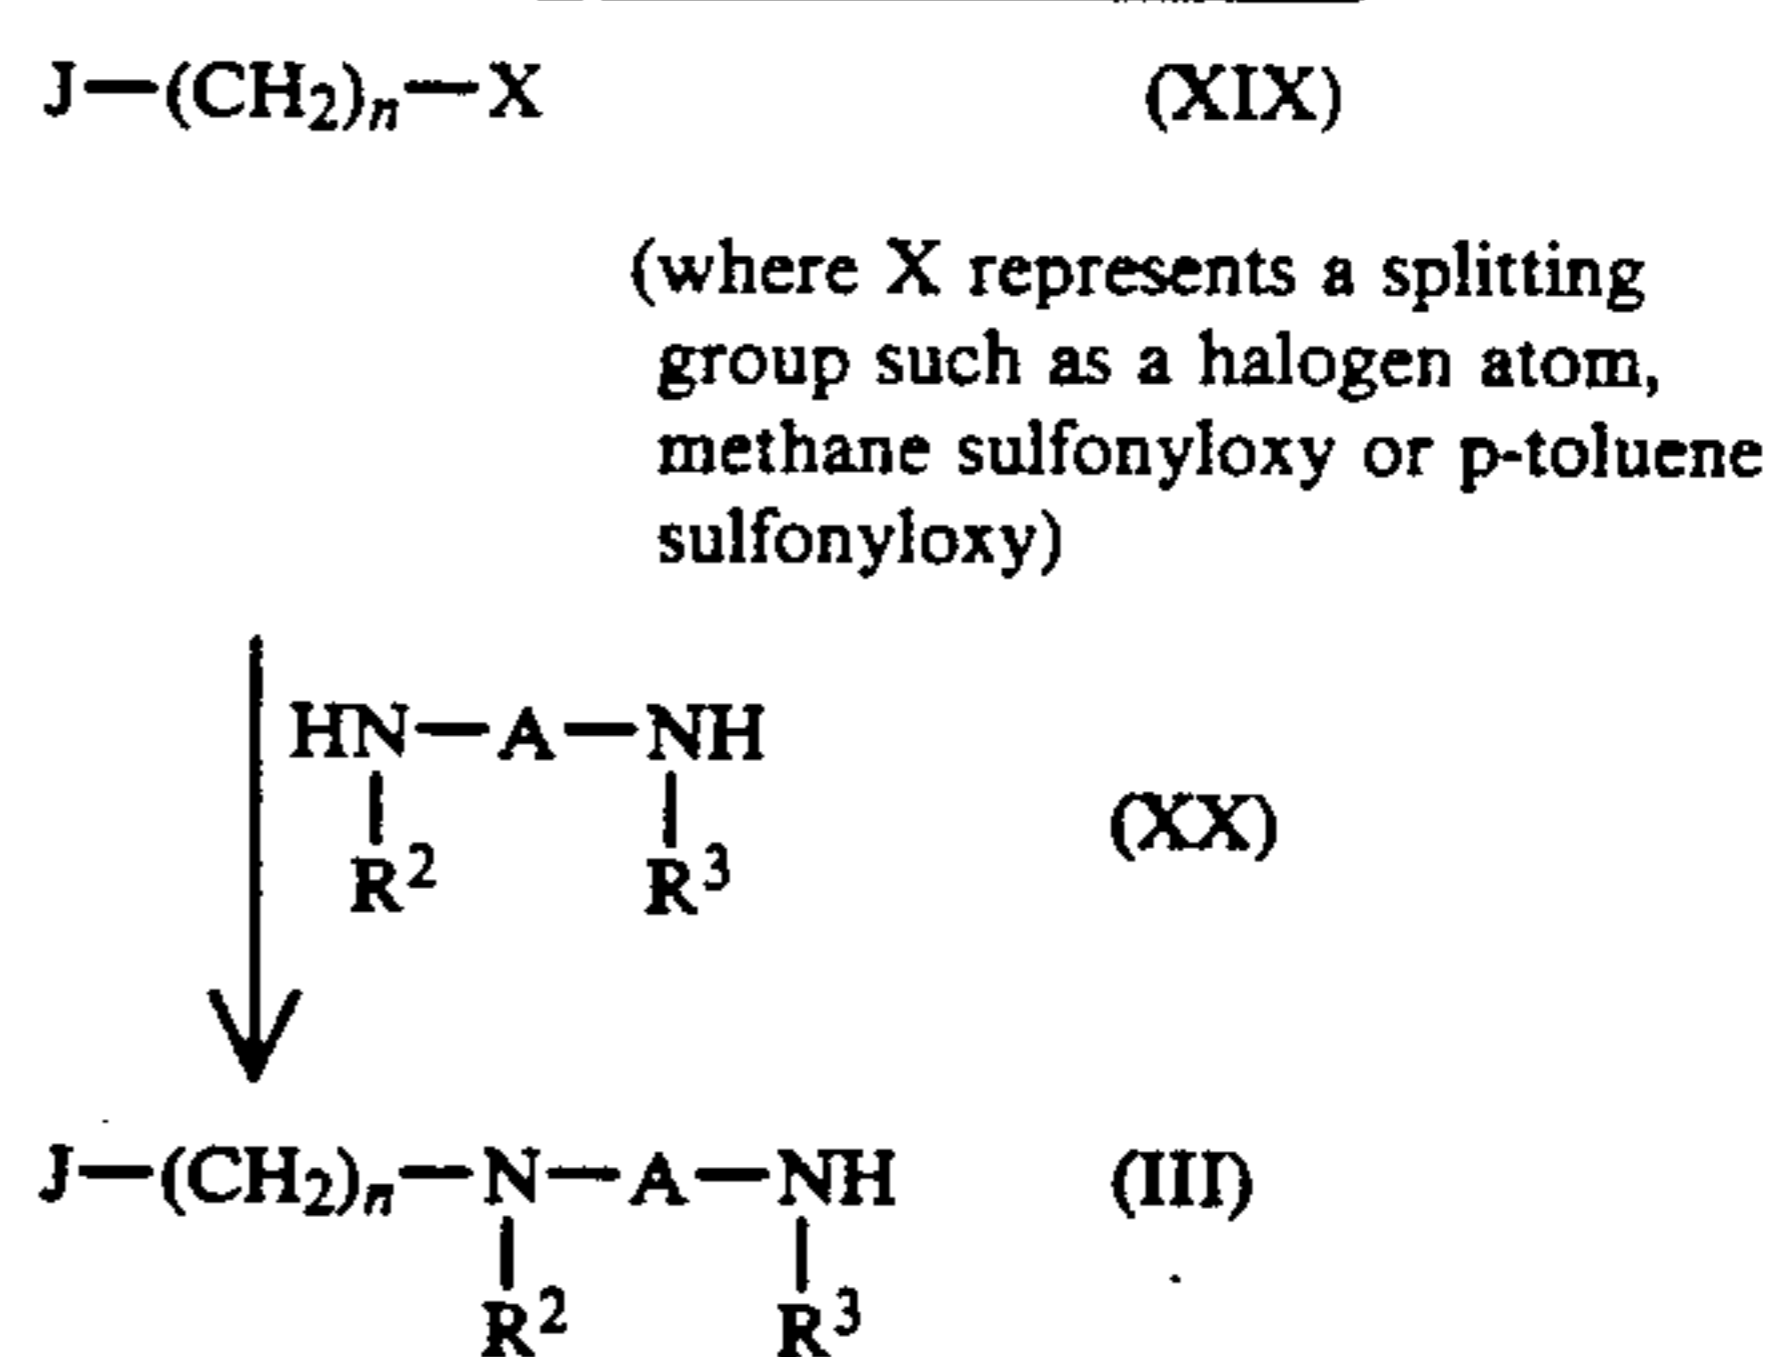 J—(CH2)n—X (XIX)
(where X represents a splitting
group such as a halogen atom,
methane sulfonyloxy or p-toluene
sulfonyloxy)
HN—A—NH
| |
R2 R3
(XX)
J—(CH2)n—N—A—NH (III)
| |
R2 R3